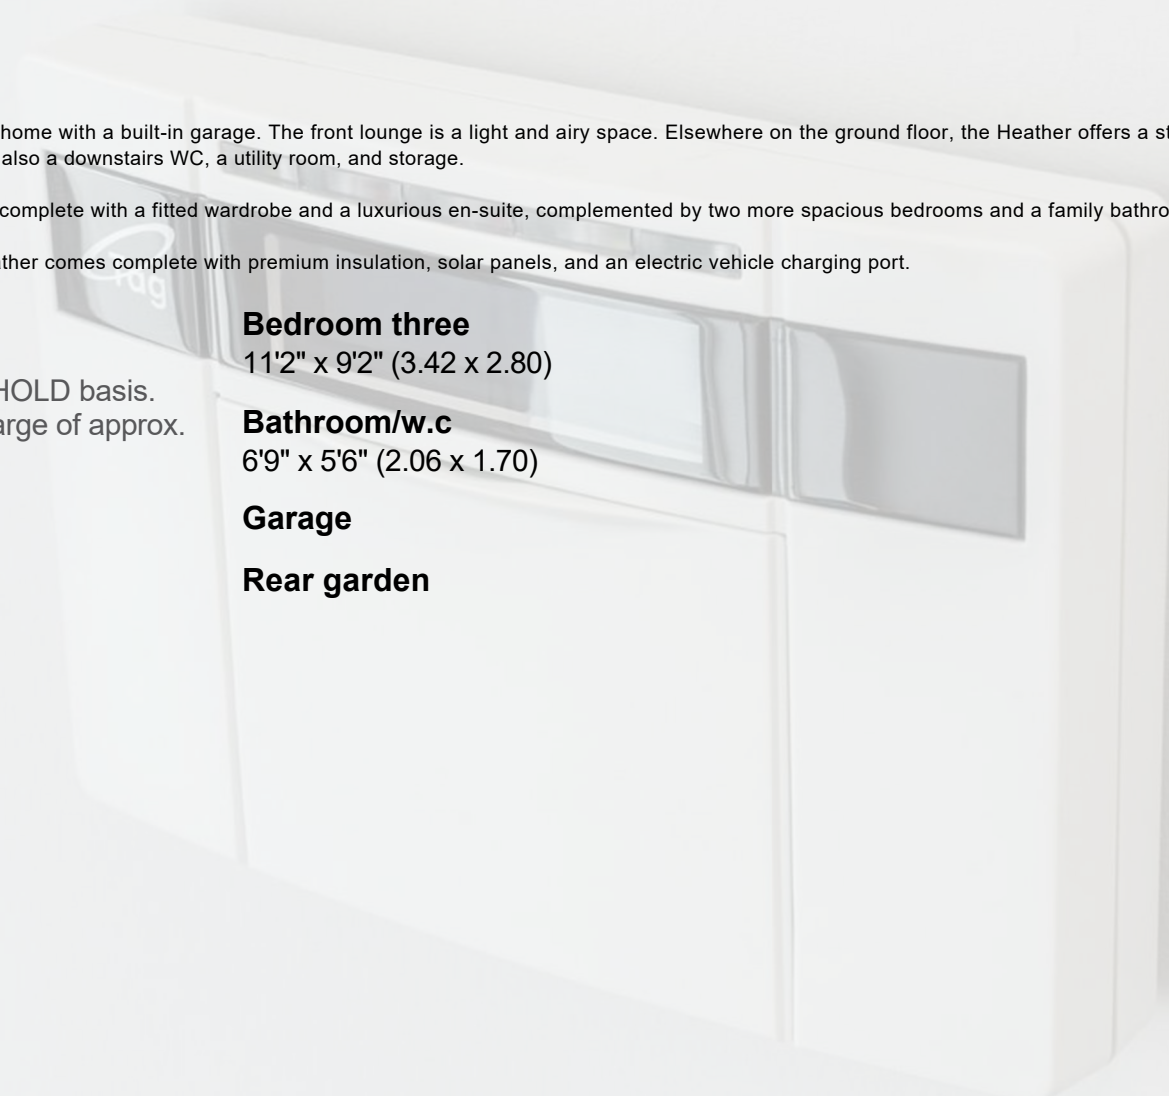 home with a built-in garage. The front lounge is a light and airy space. Elsewhere on the ground floor, the Heather offers a st
also a downstairs WC, a utility room, and storage.
complete with a fitted wardrobe and a luxurious en-suite, complemented by two more spacious bedrooms and a family bathro
ther comes complete with premium insulation, solar panels, and an electric vehicle charging port.
HOLD basis.
arge of approx.
Bedroom three
11'2" x 9'2" (3.42 x 2.80)
Bathroom/w.c
6'9" x 5'6" (2.06 x 1.70)
Garage
Rear garden